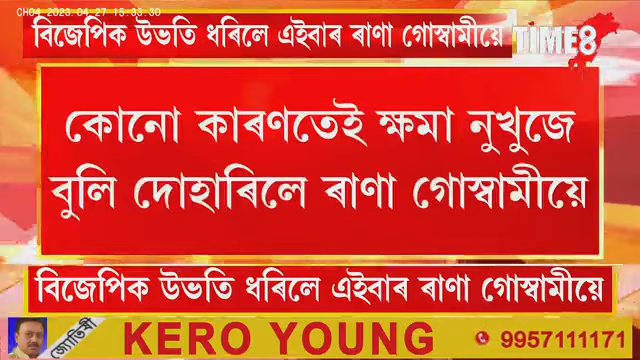 CH04 2023.04.27 15:33:30
বিজেপিক উভতি ধৰিলে এইবাৰ ৰাণা গোস্বামীয়ে
TIME8
কোনো কাৰণতেই ক্ষমা নুখুজে
বুলি দোহাৰিলে ৰাণা গোস্বামীয়ে
বিজেপিক উভতি ধৰিলে এইবাৰ ৰাণা গোস্বামীয়ে
জ্যোতিষী
KERO YOUNG
9957111171